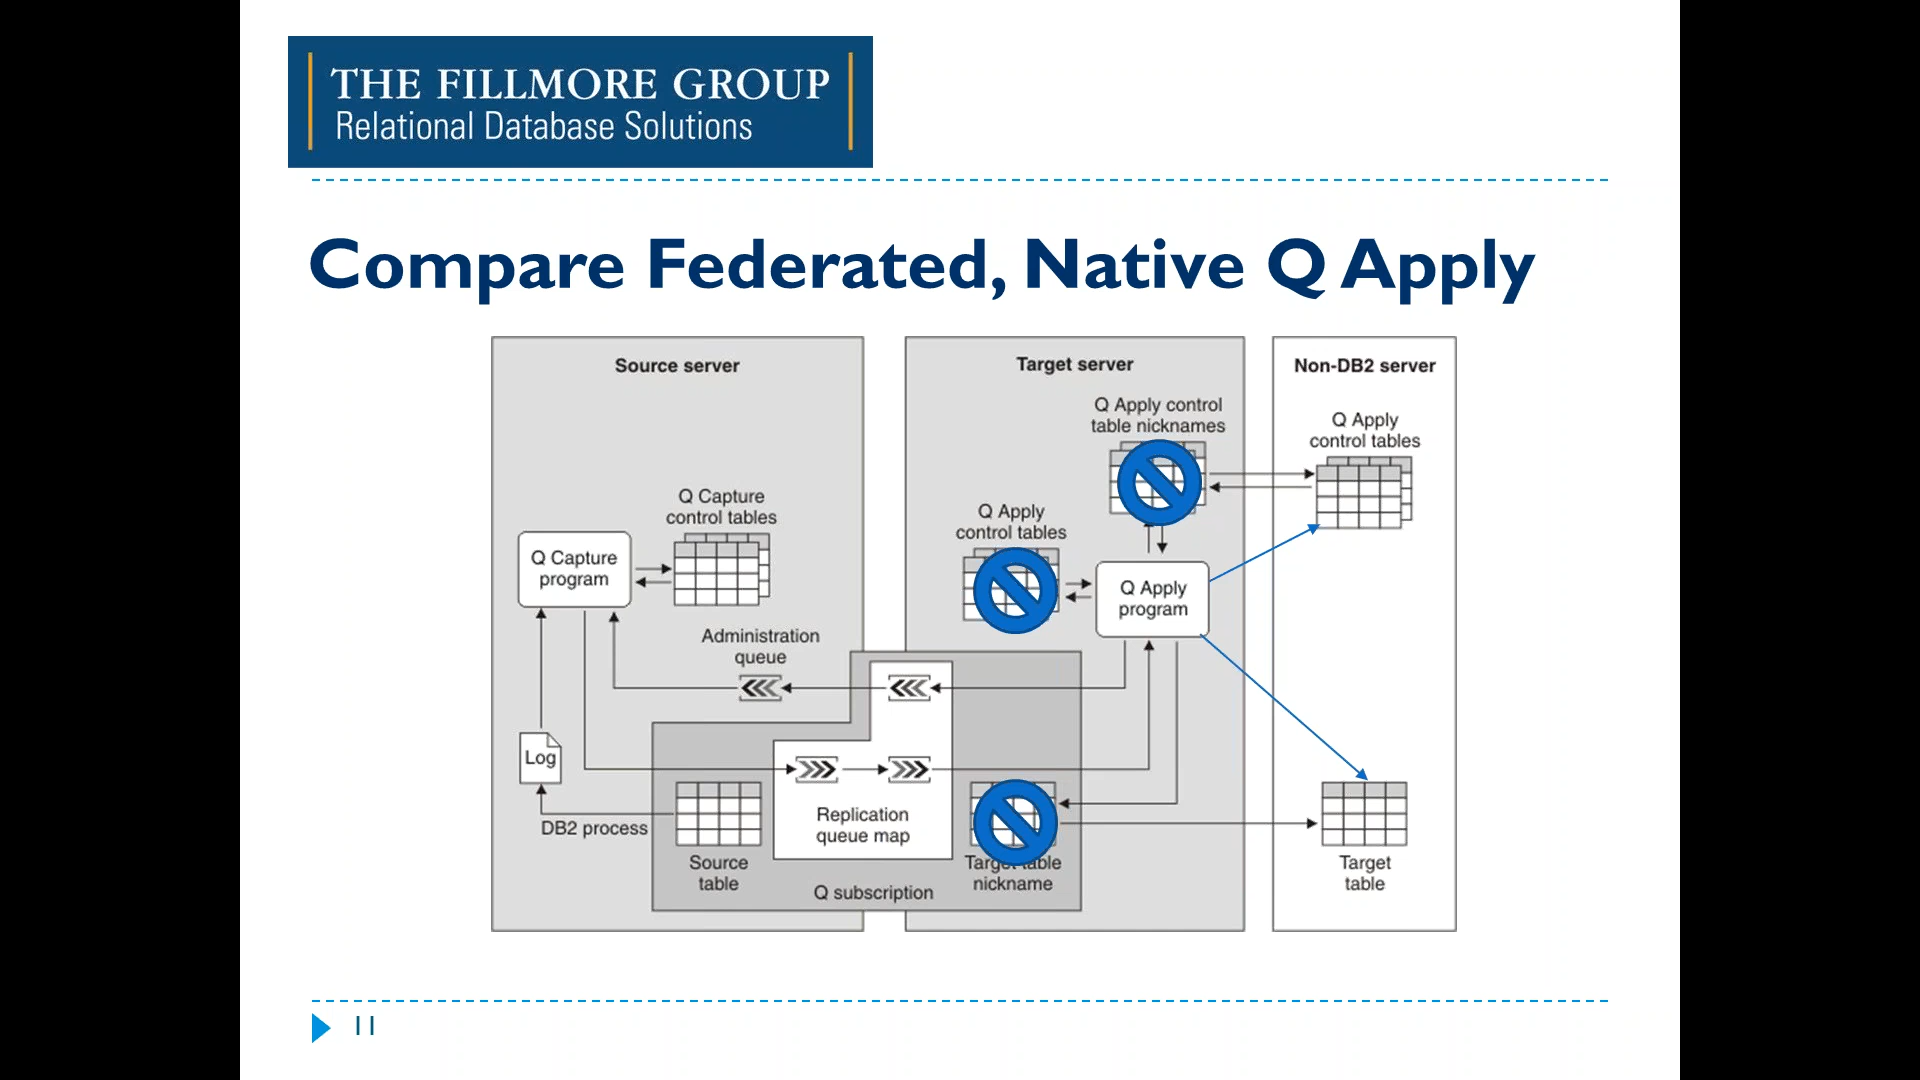 THE FILLMORE GROUP
Relational Database Solutions
Compare Federated, Native Q Apply
Source server
Target server
Non-DB2 server
Q Apply control
table nicknames
Q Apply
control tables
Q Capture
control tables
Q Apply
control tables
Q Capture
program
Q Apply
program
Administration
queue
Log
DB2 process
Replication
queue map
Source
table
Target table
nickname
Target
table
Q subscription
11